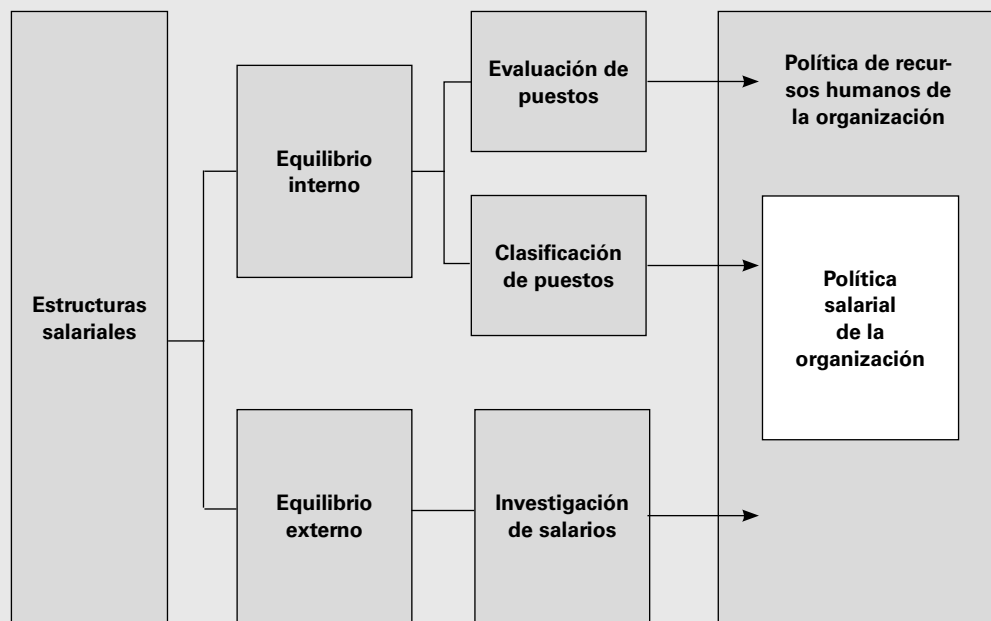 Estructuras
salariales
Equilibrio
interno
Equilibrio
externo
Evaluación de
puestos
Clasificación
de puestos
Investigación
de salarios
Política de recur-
sos humanos de
la organización
Política
salarial
de la
organización